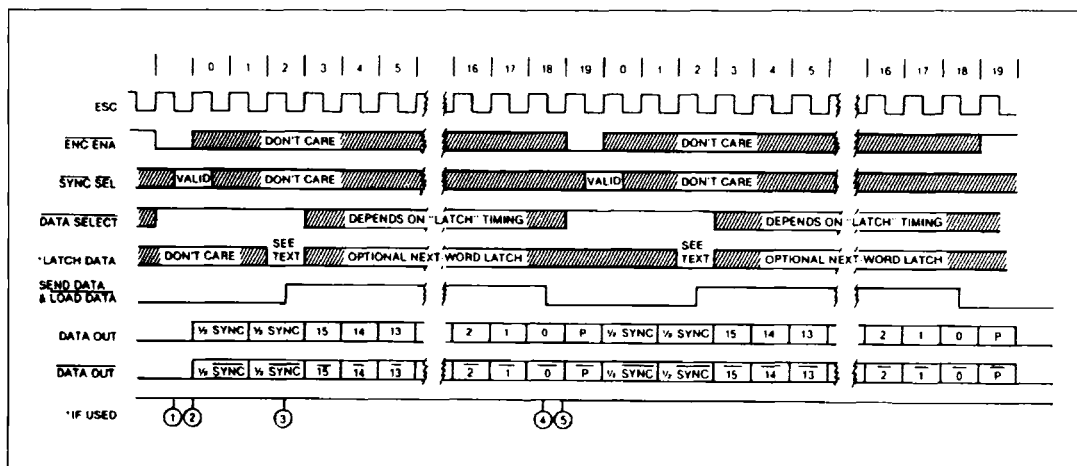 0 1 2 3 4 5 16 17 18 19 0 1 2 3 4 5 16 17 18 19
ESC
ENC ENA DON'T CARE DON'T CARE
SYNC SEL VALID DON'T CARE VALID DON'T CARE
DATA SELECT DEPENDS ON "LATCH" TIMING DEPENDS ON "LATCH" TIMING
*LATCH DATA DON'T CARE SEE TEXT OPTIONAL NEXT-WORD LATCH SEE TEXT OPTIONAL NEXT-WORD LATCH
SEND DATA
& LOAD DATA
DATA OUT ½ SYNC ½ SYNC 15 14 13 2 1 0 P ½ SYNC ½ SYNC 15 14 13 2 1 0 P
DATA OUT ½ SYNC ½ SYNC 15 14 13 2 1 0 P ½ SYNC ½ SYNC 15 14 13 2 1 0 P
*IF USED 1 2 3 4 5